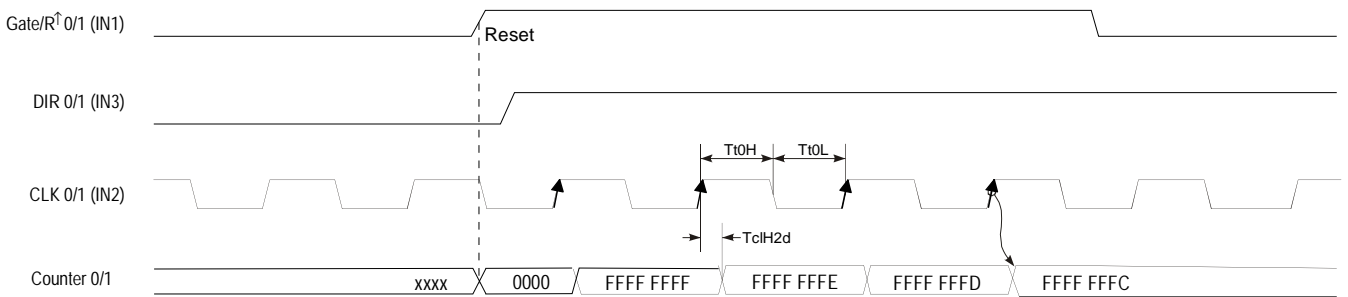 Gate/R↑ 0/1 (IN1)
Reset
DIR 0/1 (IN3)
Tt0H Tt0L
CLK 0/1 (IN2)
TclH2d
Counter 0/1 xxxx 0000 FFFF FFFF FFFF FFFE FFFF FFFD FFFF FFFC